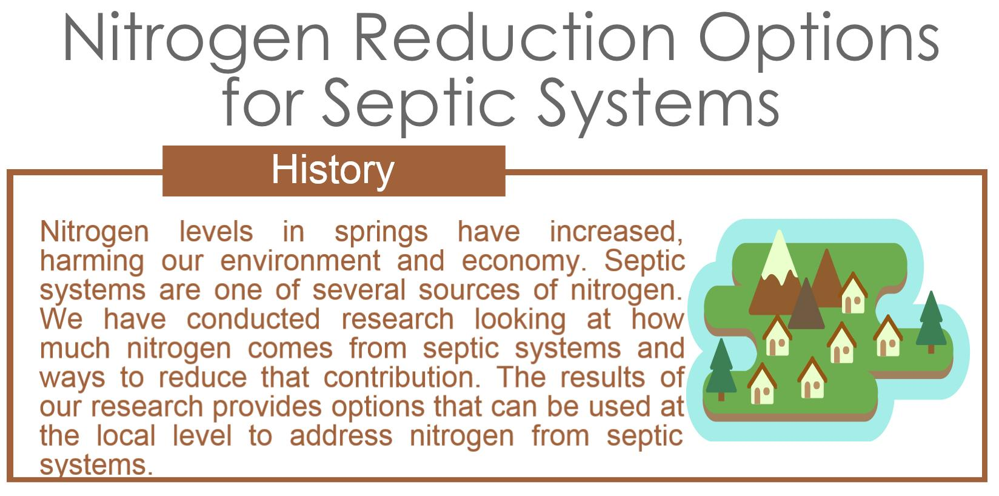 Nitrogen Reduction Options
for Septic Systems
History
Nitrogen levels in springs have increased,
harming our environment and economy. Septic
systems are one of several sources of nitrogen.
We have conducted research looking at how
much nitrogen comes from septic systems and
ways to reduce that contribution. The results of
our research provides options that can be used at
the local level to address nitrogen from septic
systems.